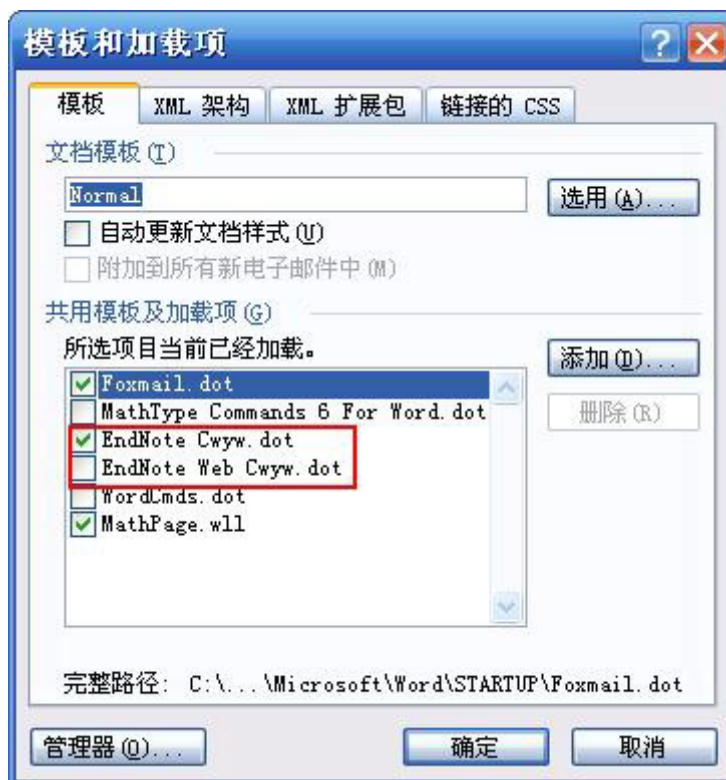 模板和加载项
模板 XML 架构 XML 扩展包 链接的 CSS
文档模板(T)
Normal 选用(A)...
自动更新文档样式(U)
附加到所有新电子邮件中(M)
共用模板及加载项(G)
所选项目当前已经加载。
添加(D)...
Foxmail.dot
MathType Commands 6 For Word.dot
删除(R)
EndNote Cwyw.dot
EndNote Web Cwyw.dot
WordCmds.dot
MathPage.wll
完整路径: C:\...\Microsoft\Word\STARTUP\Foxmail.dot
管理器(O)... 确定 取消